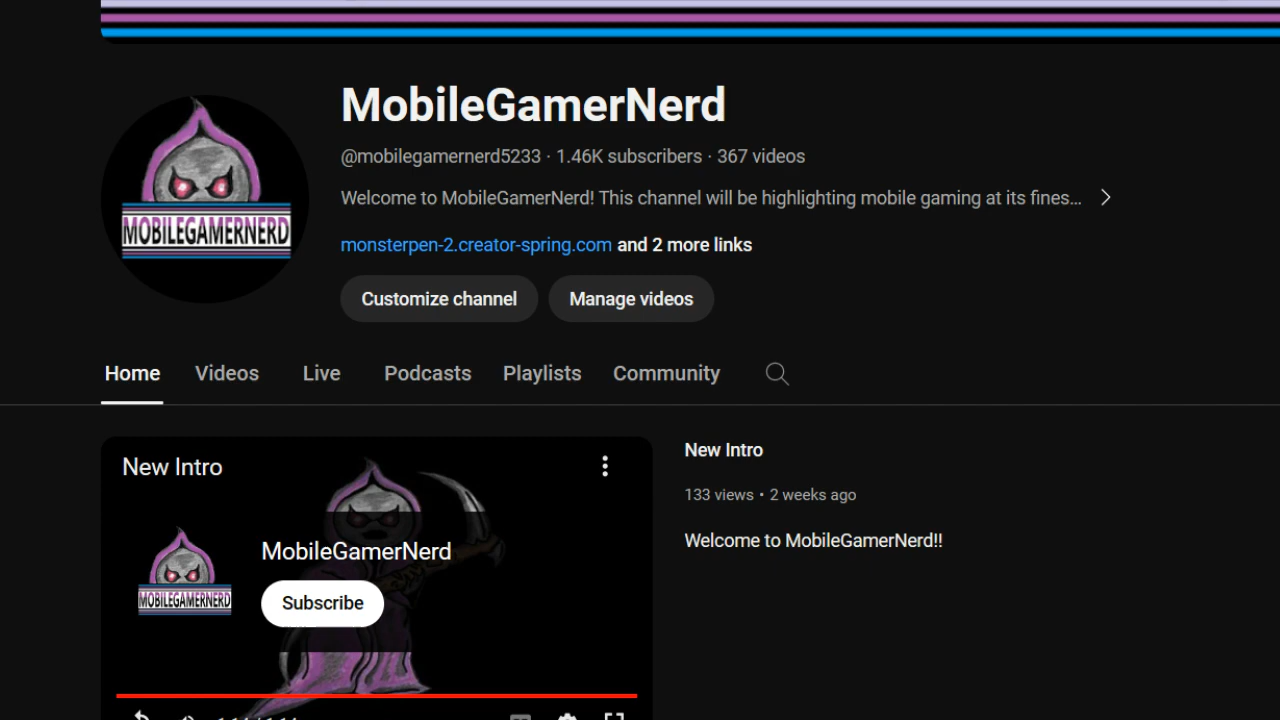 MobileGamerNerd
@mobilegamernerd5233 · 1.46K subscribers · 367 videos
Welcome to MobileGamerNerd! This channel will be highlighting mobile gaming at its fines...
monsterpen-2.creator-spring.com and 2 more links
MOBILEGAMERNERD
Customize channel Manage videos
Home Videos Live Podcasts Playlists Community
New Intro
MobileGamerNerd
MOBILEGAMERNERD
Subscribe
New Intro
133 views • 2 weeks ago
Welcome to MobileGamerNerd!!